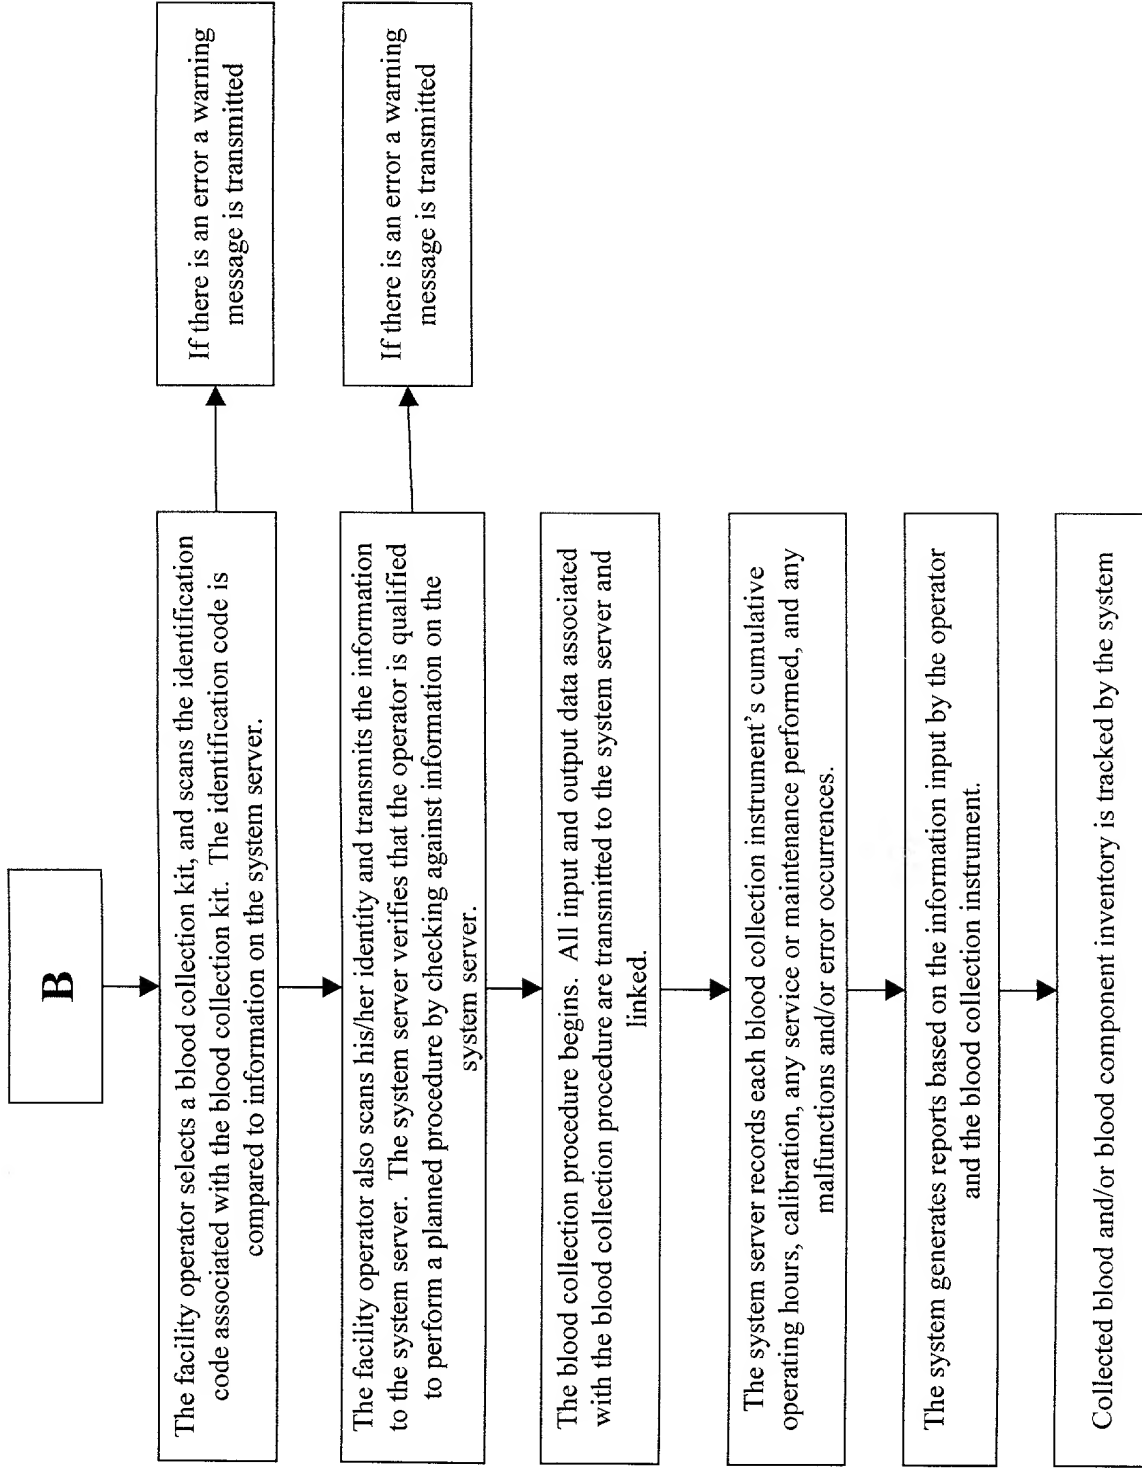 B
The facility operator selects a blood collection kit, and scans the identification
code associated with the blood collection kit.  The identification code is
compared to information on the system server.
If there is an error a warning
message is transmitted
The facility operator also scans his/her identity and transmits the information
to the system server.  The system server verifies that the operator is qualified
to perform a planned procedure by checking against information on the
system server.
If there is an error a warning
message is transmitted
The blood collection procedure begins.  All input and output data associated
with the blood collection procedure are transmitted to the system server and
linked.
The system server records each blood collection instrument's cumulative
operating hours, calibration, any service or maintenance performed, and any
malfunctions and/or error occurrences.
The system generates reports based on the information input by the operator
and the blood collection instrument.
Collected blood and/or blood component inventory is tracked by the system